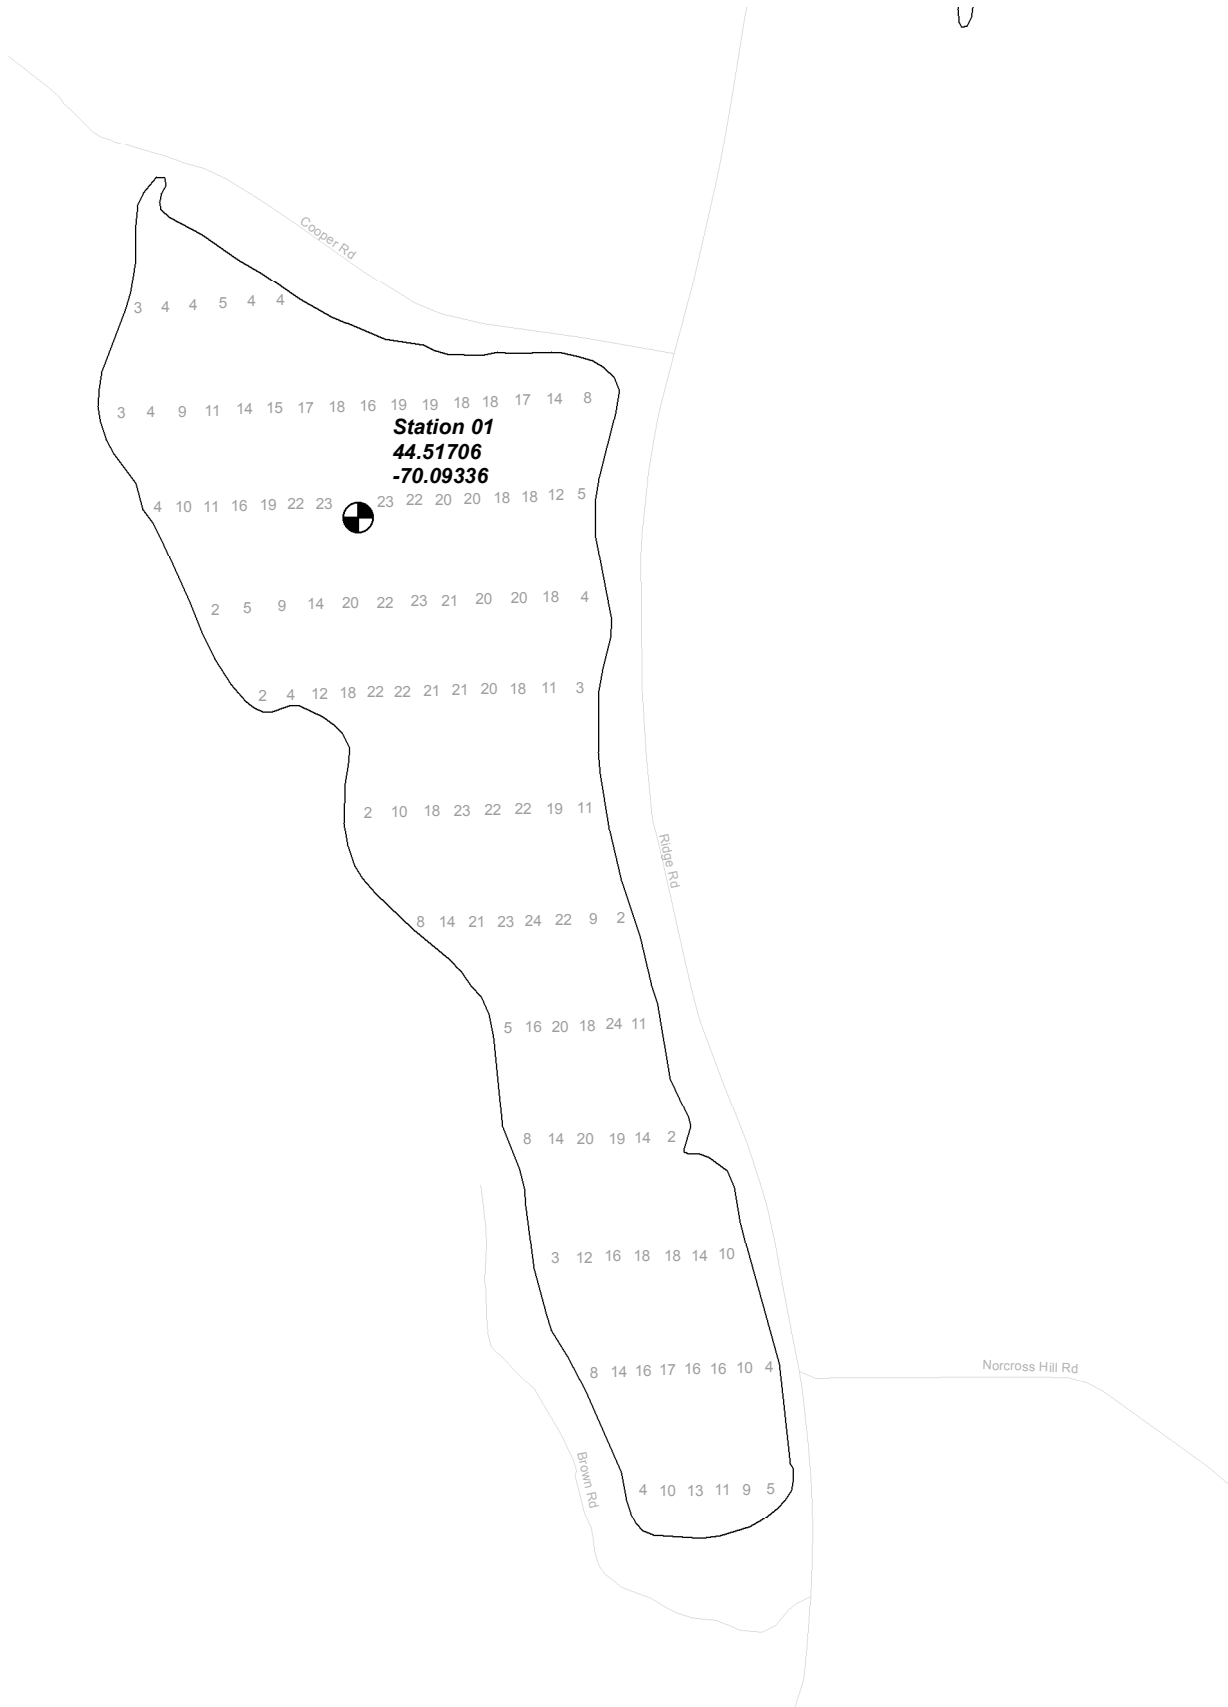 Cooper Rd
3 4 4 5 4 4
3 4 9 11 14 15 17 18 16 19 19 18 18 17 14 8
Station 01
44.51706
-70.09336
4 10 11 16 19 22 23 23 22 20 20 18 18 12 5
2 5 9 14 20 22 23 21 20 20 18 4
2 4 12 18 22 22 21 21 20 18 11 3
2 10 18 23 22 22 19 11
Ridge Rd
8 14 21 23 24 22 9 2
5 16 20 18 24 11
8 14 20 19 14 2
3 12 16 18 18 14 10
8 14 16 17 16 16 10 4
Norcross Hill Rd
Brown Rd
4 10 13 11 9 5